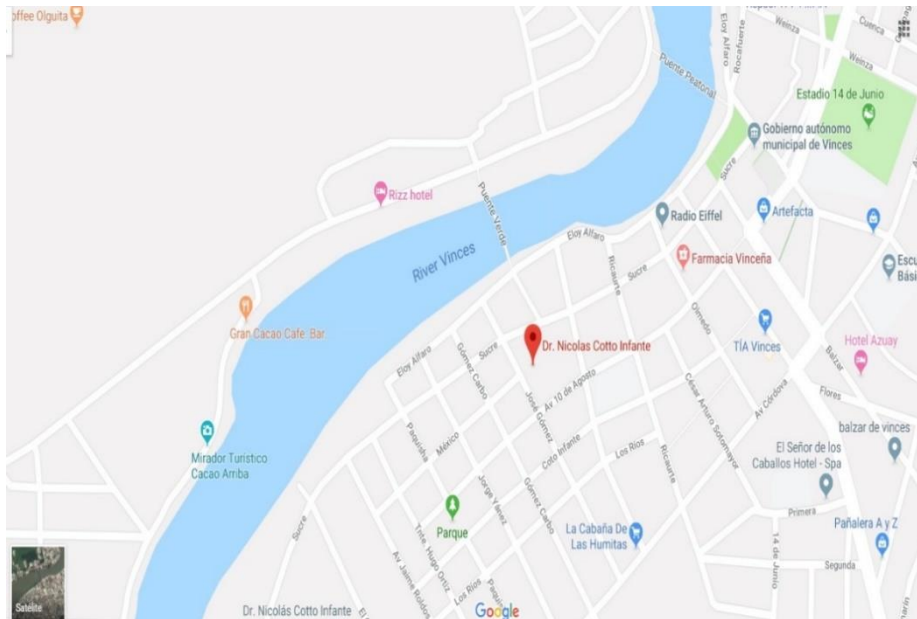 offee Olguita
Eloy Alfaro
Rocafuerte
Weinza
Cuenca
Weinza
Puente Peatonal
Estadio 14 de Junio
Gobierno autónomo
municipal de Vinces
Sucre
Rizz hotel
Puente Verde
Radio Eiffel
Artefacta
Eloy Alfaro
River Vinces
Ricaurte
Sucre
Farmacia Vinceña
Escu
Bási
Olmedo
Gran Cacao Cafe. Bar
TÍA Vinces
Hotel Azuay
Balzar
Dr. Nicolas Cotto Infante
Eloy Alfaro
Sucre
Gómez Carbo
Av 10 de Agosto
José Gómez
César Arturo Sotomayor
Av Córdova
Flores
balzar de vinces
Paquisha
México
Coto Infante
Los Ríos
Ricaurte
El Señor de los
Caballos Hotel - Spa
Mirador Turístico
Cacao Arriba
Jorge Yánez
Gómez Carbo
Parque
La Cabaña De
Las Humitas
Primera
Pañalera A y Z
Sucre
Tnte. Hugo Ortiz
Av Jaime Roldós
14 de Junio
Segunda
Los Ríos
Paquisha
Satelite
Dr. Nicolás Cotto Infante
El
Google